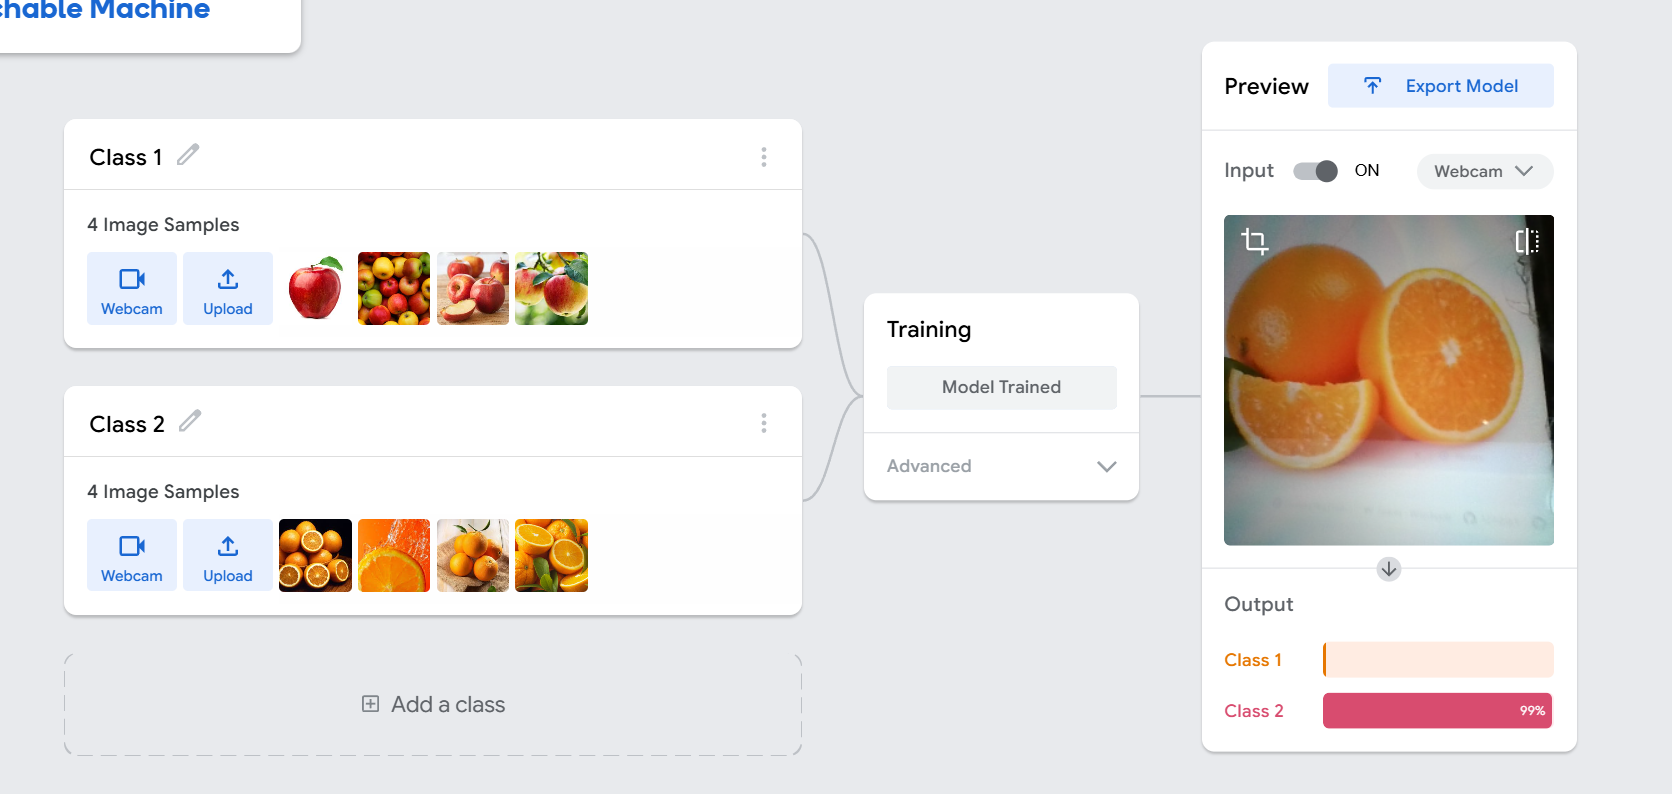 chable Machine
Class 1
4 Image Samples
Webcam
Upload
Class 2
4 Image Samples
Webcam
Upload
Add a class
Training
Model Trained
Advanced
Preview
Export Model
Input
ON
Webcam
Output
Class 1
Class 2
99%